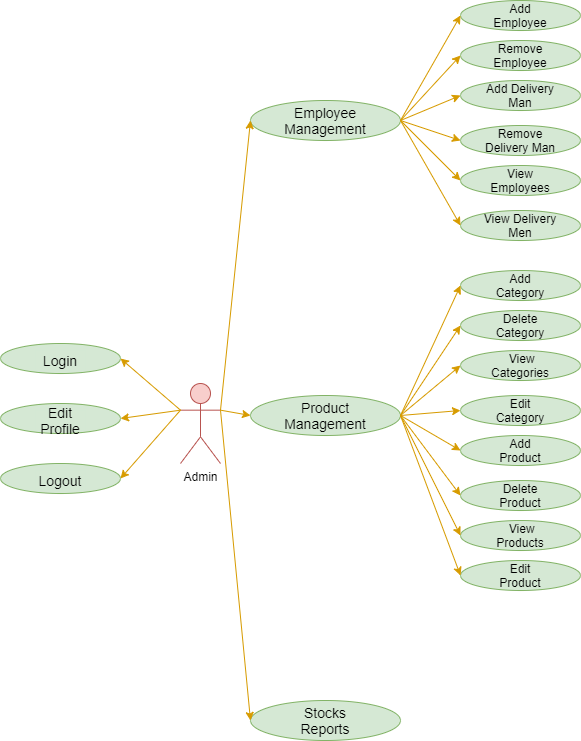 Add
Employee
Remove
Employee
Add Delivery
Man
Remove
Delivery Man
View
Employees
View Delivery
Men
Employee
Management
Add
Category
Delete
Category
View
Categories
Edit
Category
Add
Product
Delete
Product
View
Products
Edit
Product
Product
Management
Login
Edit
Profile
Logout
Admin
Stocks
Reports